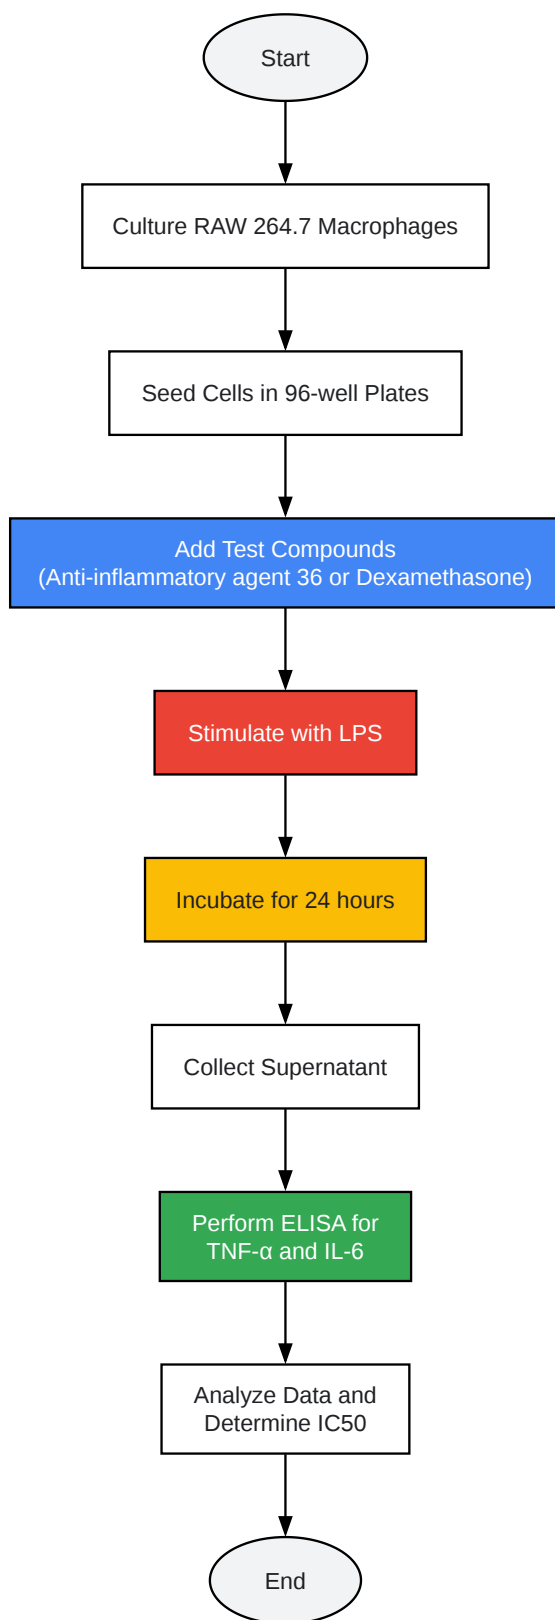 Start
Culture RAW 264.7 Macrophages
Seed Cells in 96-well Plates
Add Test Compounds
(Anti-inflammatory agent 36 or Dexamethasone)
Stimulate with LPS
Incubate for 24 hours
Collect Supernatant
Perform ELISA for
TNF-α and IL-6
Analyze Data and
Determine IC50
End